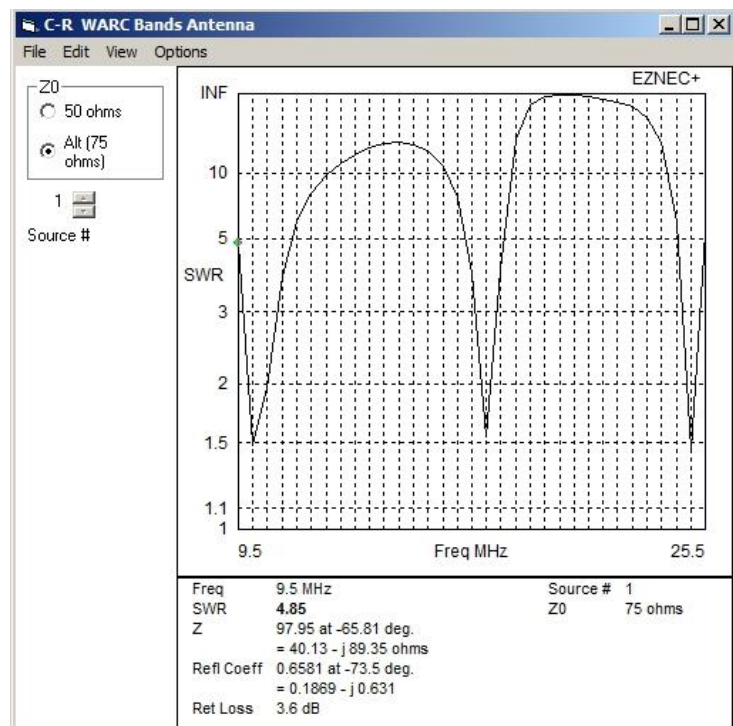 C-R WARC Bands Antenna
File Edit View Options
Z0
50 ohms
Alt (75
ohms)
1
Source #
EZNEC+
INF
10
5
SWR
3
2
1.5
1.1
1
9.5 Freq MHz 25.5
Freq 9.5 MHz Source # 1
SWR 4.85 Z0 75 ohms
Z 97.95 at -65.81 deg.
= 40.13 - j 89.35 ohms
Refl Coeff 0.6581 at -73.5 deg.
= 0.1869 - j 0.631
Ret Loss 3.6 dB